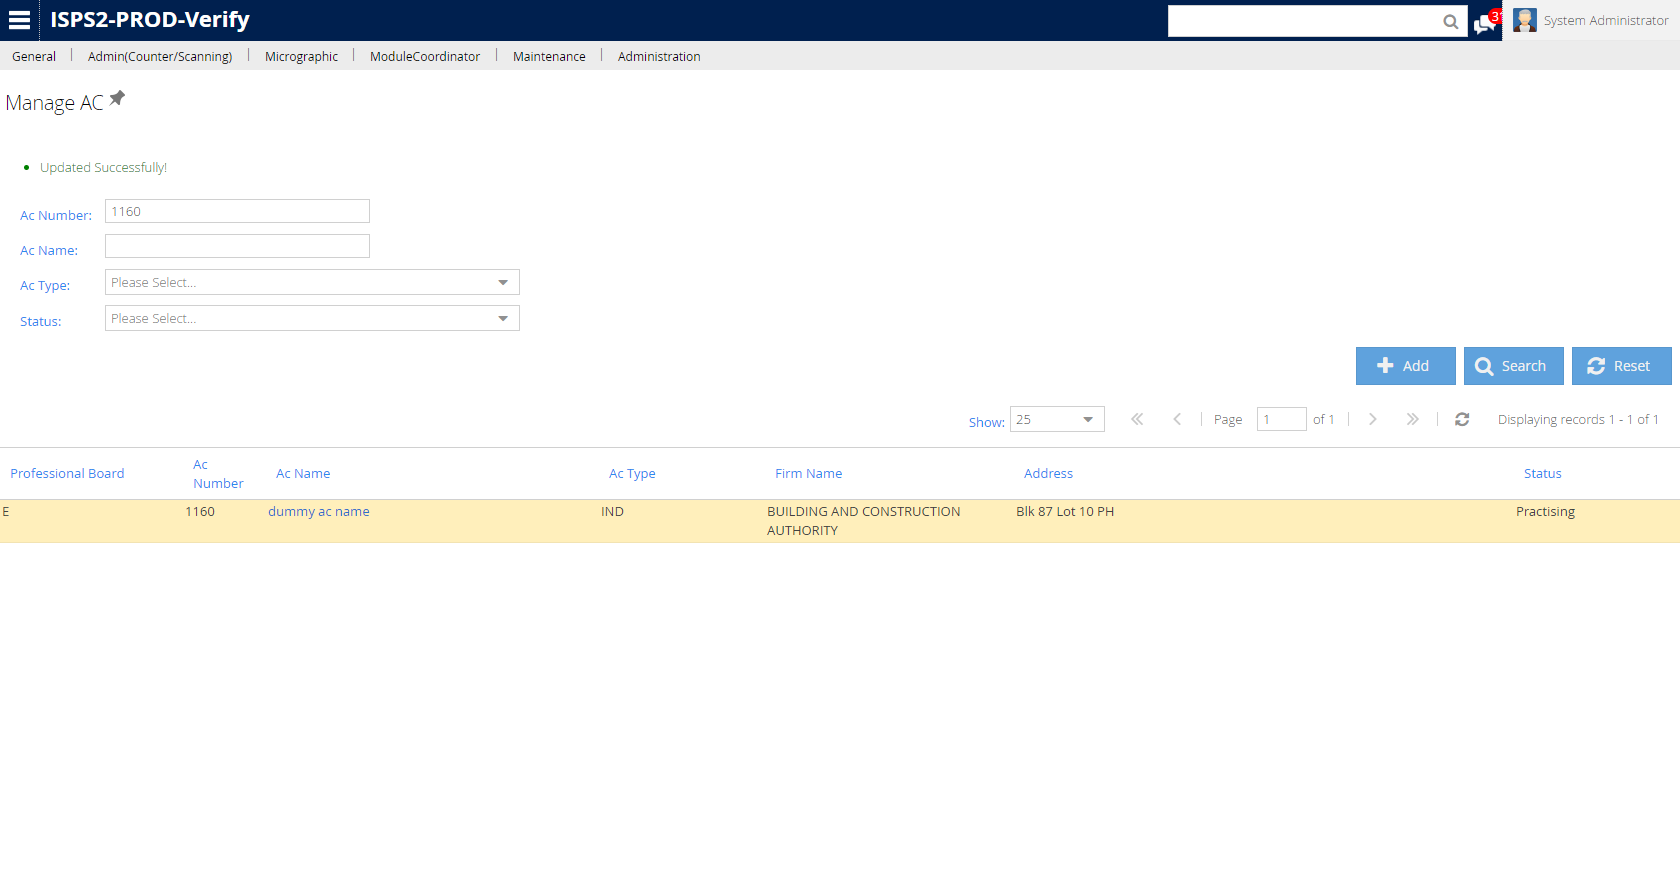 ISPS2-PROD-Verify
System Administrator
General
Admin(Counter/Scanning)
Micrographic
ModuleCoordinator
Maintenance
Administration
Manage AC
Updated Successfully!
Ac Number: 1160
Ac Name:
Ac Type: Please Select...
Status: Please Select...
Add
Search
Reset
Show: 25
Page 1 of 1
Displaying records 1 - 1 of 1
Professional Board
Ac
Number
Ac Name
Ac Type
Firm Name
Address
Status
E
1160
dummy ac name
IND
BUILDING AND CONSTRUCTION
AUTHORITY
Blk 87 Lot 10 PH
Practising